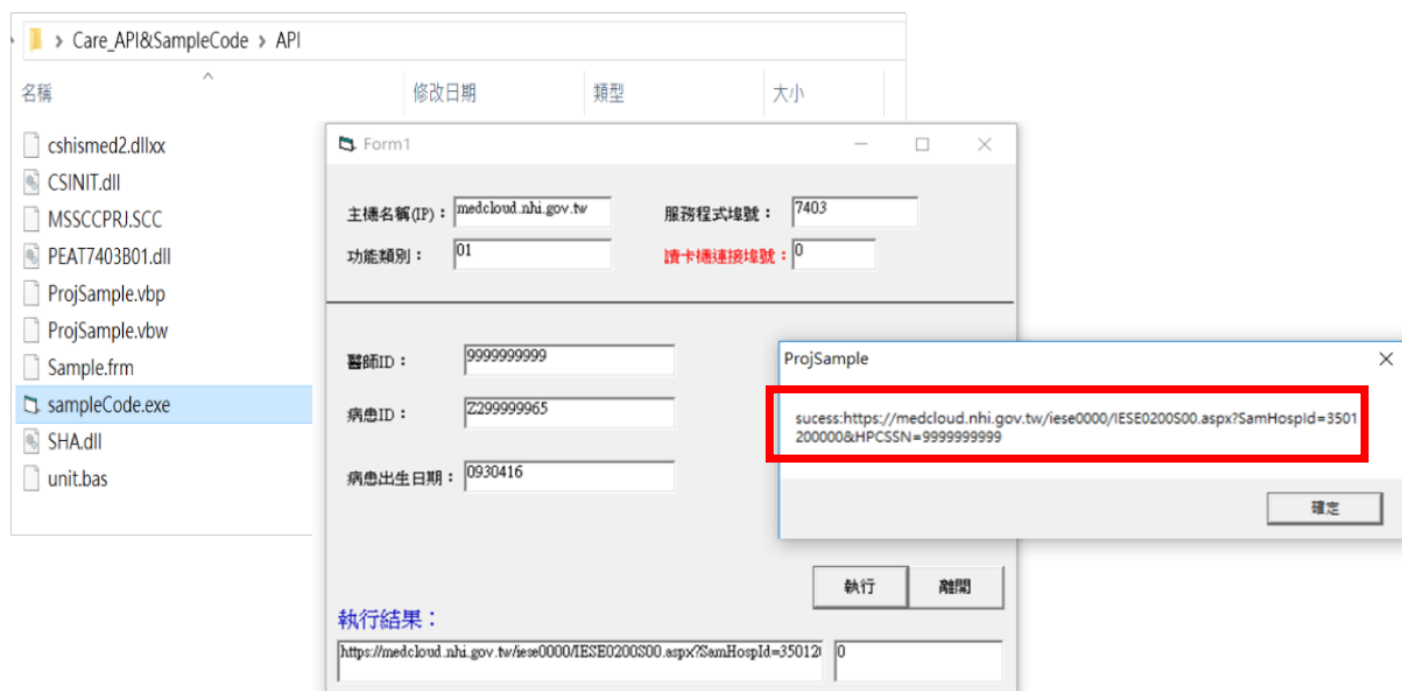 Care_API&SampleCode > API
名稱 修改日期 類型 大小
cshismed2.dllxx
CSINIT.dll
MSSCCPRJ.SCC
PEAT7403B01.dll
ProjSample.vbp
ProjSample.vbw
Sample.frm
sampleCode.exe
SHA.dll
unit.bas
Form1
主機名稱(IP)： medcloud.nhi.gov.tw 服務程式埠號： 7403
功能類別： 01 讀卡機連接埠號： 0
醫師ID： 9999999999
病患ID： Z299999965
病患出生日期： 0930416
執行 離開
執行結果：
https://medcloud.nhi.gov.tw/iese0000/IESE0200S00.aspx?SamHospId=35012 0
ProjSample
sucess:https://medcloud.nhi.gov.tw/iese0000/IESE0200S00.aspx?SamHospId=3501
200000&HPCSSN=9999999999
確定